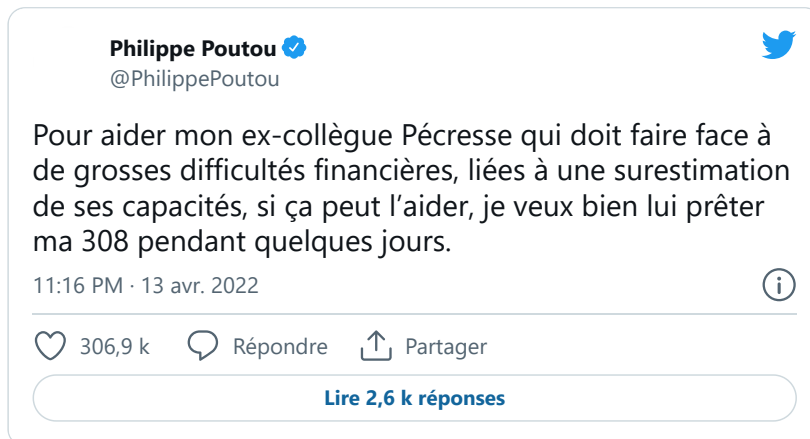 Philippe Poutou
@PhilippePoutou
Pour aider mon ex-collègue Pécresse qui doit faire face à
de grosses difficultés financières, liées à une surestimation
de ses capacités, si ça peut l’aider, je veux bien lui prêter
ma 308 pendant quelques jours.
11:16 PM · 13 avr. 2022
306,9 k Répondre Partager
Lire 2,6 k réponses